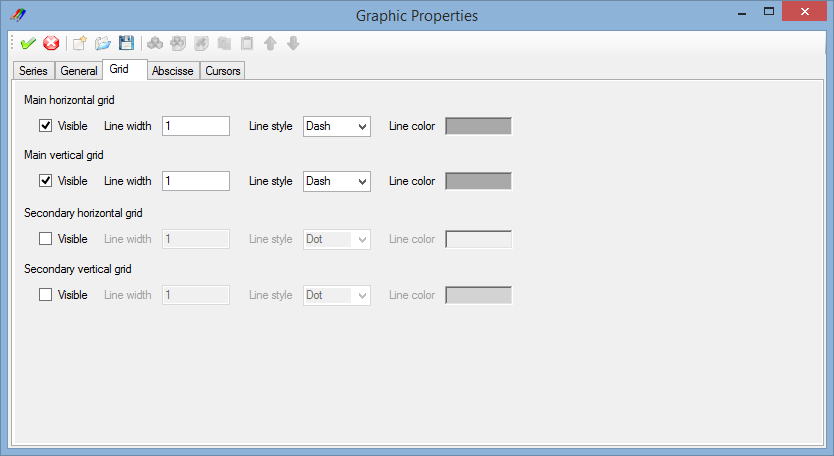 Graphic Properties
Series General Grid Abscisse Cursors
Main horizontal grid
Visible Line width 1 Line style Dash Line color
Main vertical grid
Visible Line width 1 Line style Dash Line color
Secondary horizontal grid
Visible Line width 1 Line style Dot Line color
Secondary vertical grid
Visible Line width 1 Line style Dot Line color